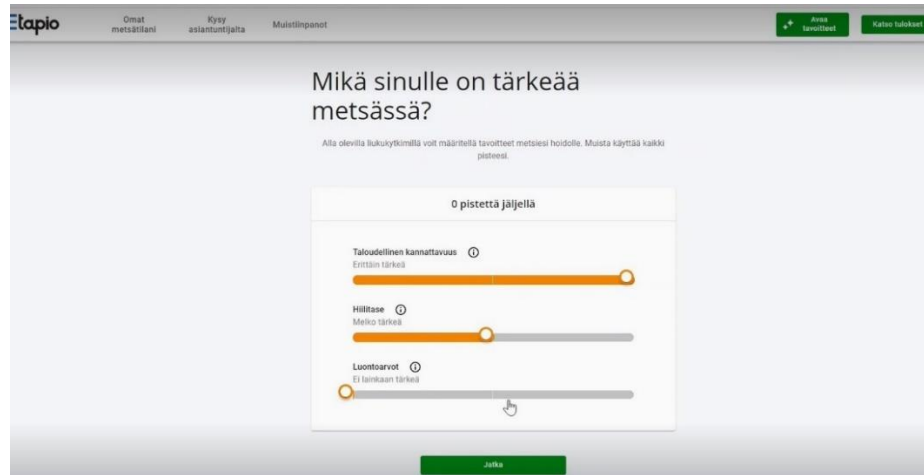 Etapio
Omat metsätilani
Kysy asiantuntijalta
Muistiinpanot
Avaa tavoitteet
Katso tulokset
Mikä sinulle on tärkeää
metsässä?
Alla olevilla liukukytkimillä voit määritellä tavoitteet metsiesi hoidolle. Muista käyttää kaikki
pisteesi.
0 pistettä jäljellä
Taloudellinen kannattavuus
Erittäin tärkeä
Hiilitase
Melko tärkeä
Luontoarvot
Ei lainkaan tärkeä
Jatka